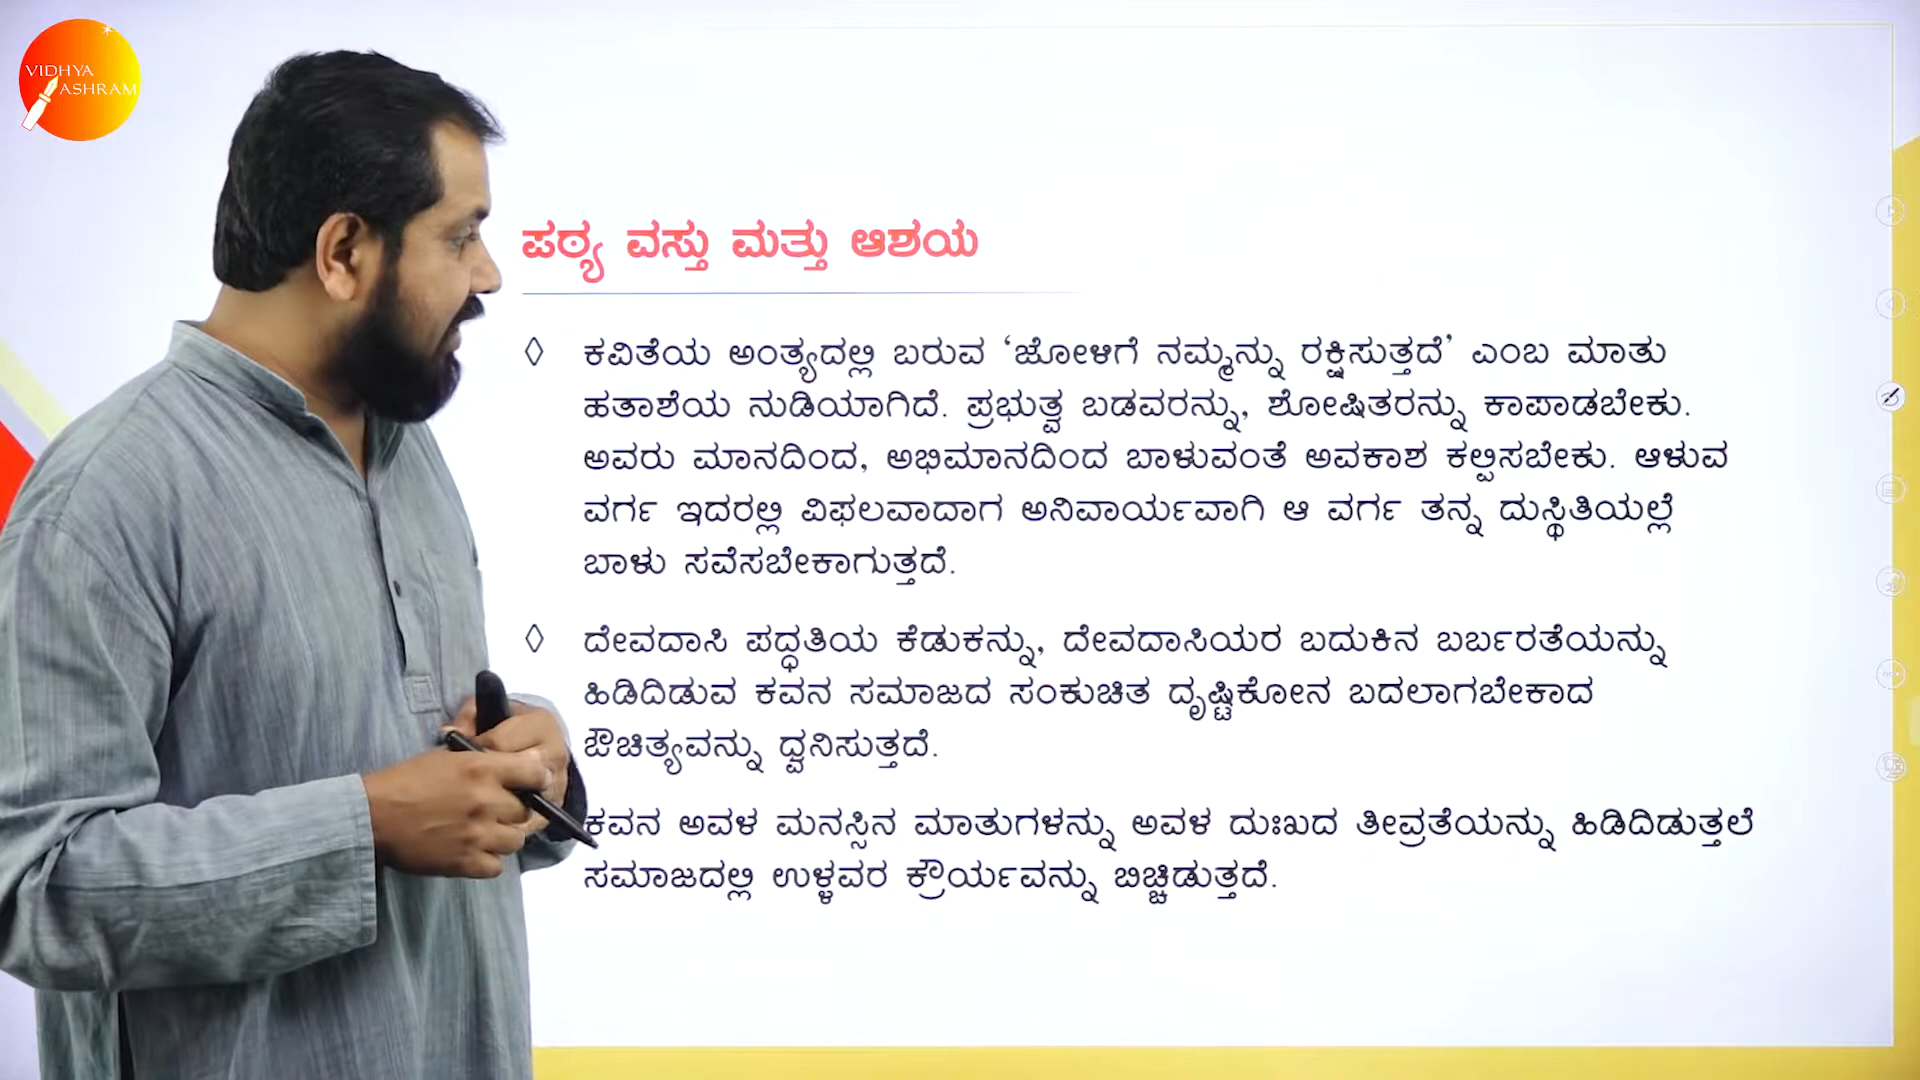 VIDHYA
ASHRAM
ಪಠ್ಯ ವಸ್ತು ಮತ್ತು ಆಶಯ
◊ ಕವಿತೆಯ ಅಂತ್ಯದಲ್ಲಿ ಬರುವ ‘ಜೋಳಿಗೆ ನಮ್ಮನ್ನು ರಕ್ಷಿಸುತ್ತದೆ’ ಎಂಬ ಮಾತು
ಹತಾಶೆಯ ನುಡಿಯಾಗಿದೆ. ಪ್ರಭುತ್ವ ಬಡವರನ್ನು, ಶೋಷಿತರನ್ನು ಕಾಪಾಡಬೇಕು.
ಅವರು ಮಾನದಿಂದ, ಅಭಿಮಾನದಿಂದ ಬಾಳುವಂತೆ ಅವಕಾಶ ಕಲ್ಪಿಸಬೇಕು. ಆಳುವ
ವರ್ಗ ಇದರಲ್ಲಿ ವಿಫಲವಾದಾಗ ಅನಿವಾರ್ಯವಾಗಿ ಆ ವರ್ಗ ತನ್ನ ದುಸ್ಥಿತಿಯಲ್ಲೆ
ಬಾಳು ಸವೆಸಬೇಕಾಗುತ್ತದೆ.
◊ ದೇವದಾಸಿ ಪದ್ಧತಿಯ ಕೆಡುಕನ್ನು, ದೇವದಾಸಿಯರ ಬದುಕಿನ ಬರ್ಬರತೆಯನ್ನು
ಹಿಡಿದಿಡುವ ಕವನ ಸಮಾಜದ ಸಂಕುಚಿತ ದೃಷ್ಟಿಕೋನ ಬದಲಾಗಬೇಕಾದ
ಔಚಿತ್ಯವನ್ನು ಧ್ವನಿಸುತ್ತದೆ.
ಕವನ ಅವಳ ಮನಸ್ಸಿನ ಮಾತುಗಳನ್ನು ಅವಳ ದುಃಖದ ತೀವ್ರತೆಯನ್ನು ಹಿಡಿದಿಡುತ್ತಲೆ
ಸಮಾಜದಲ್ಲಿ ಉಳ್ಳವರ ಕ್ರೌರ್ಯವನ್ನು ಬಿಚ್ಚಿಡುತ್ತದೆ.